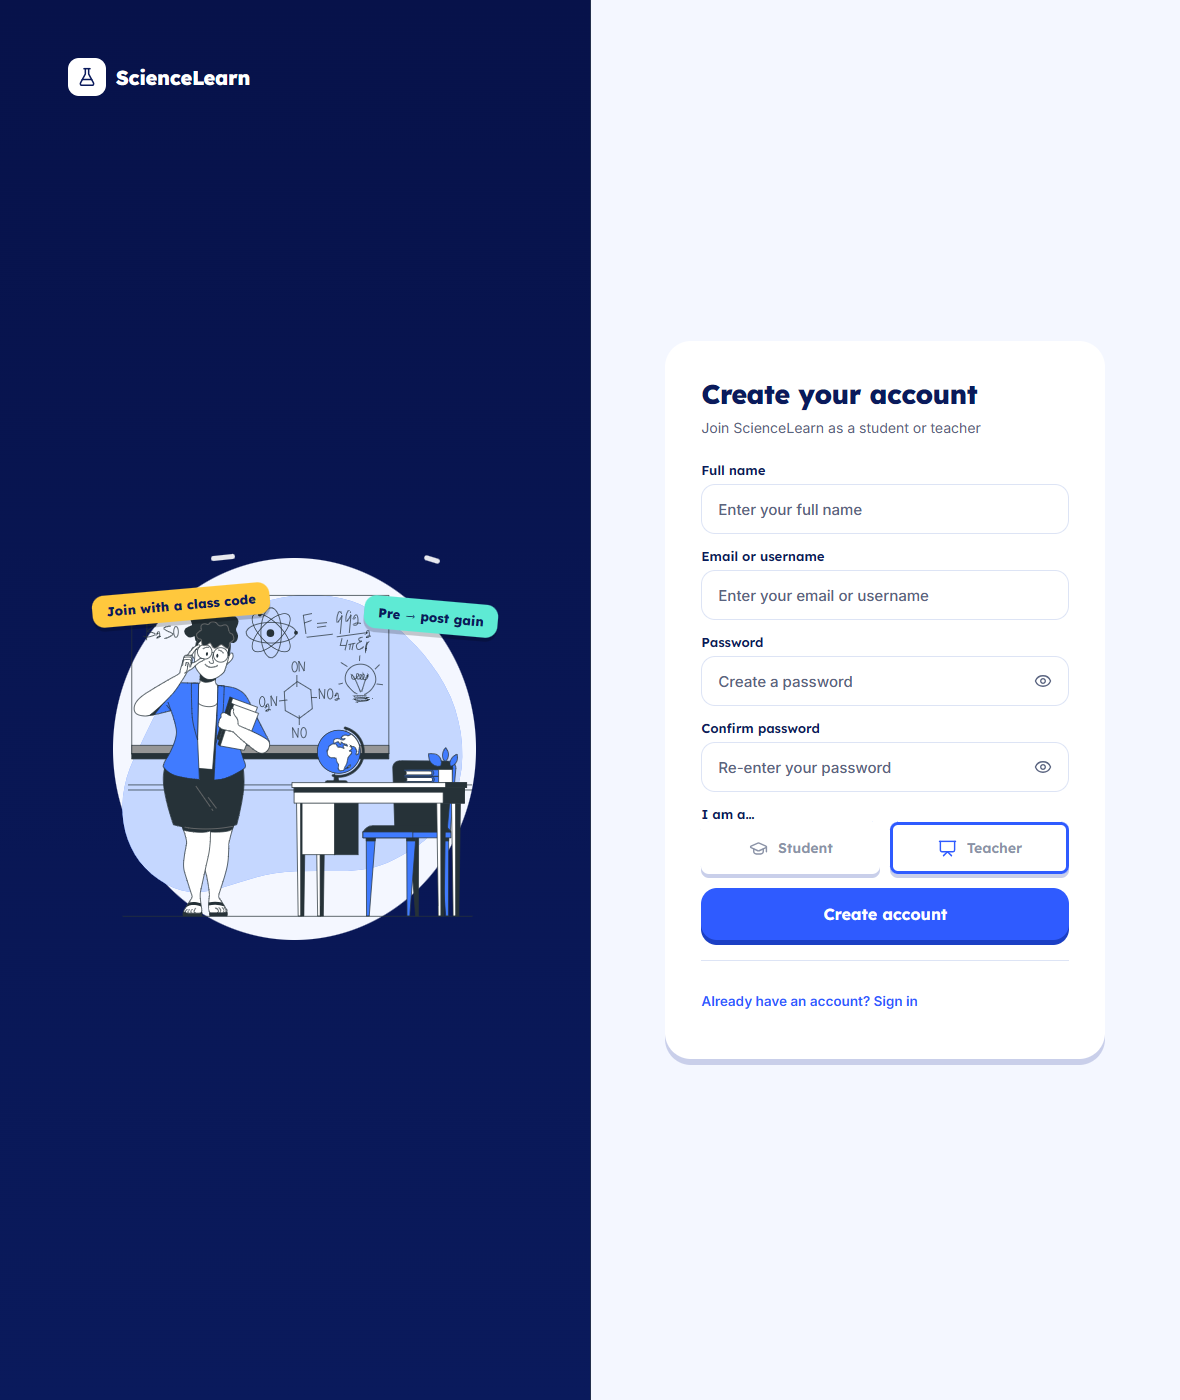 ScienceLearn
Join with a class code
Pre → post gain
F = q q 2
4πε
ON
O₂N
NO₂
NO
Create your account
Join ScienceLearn as a student or teacher
Full name
Enter your full name
Email or username
Enter your email or username
Password
Create a password
Confirm password
Re-enter your password
I am a...
Student
Teacher
Create account
Already have an account? Sign in